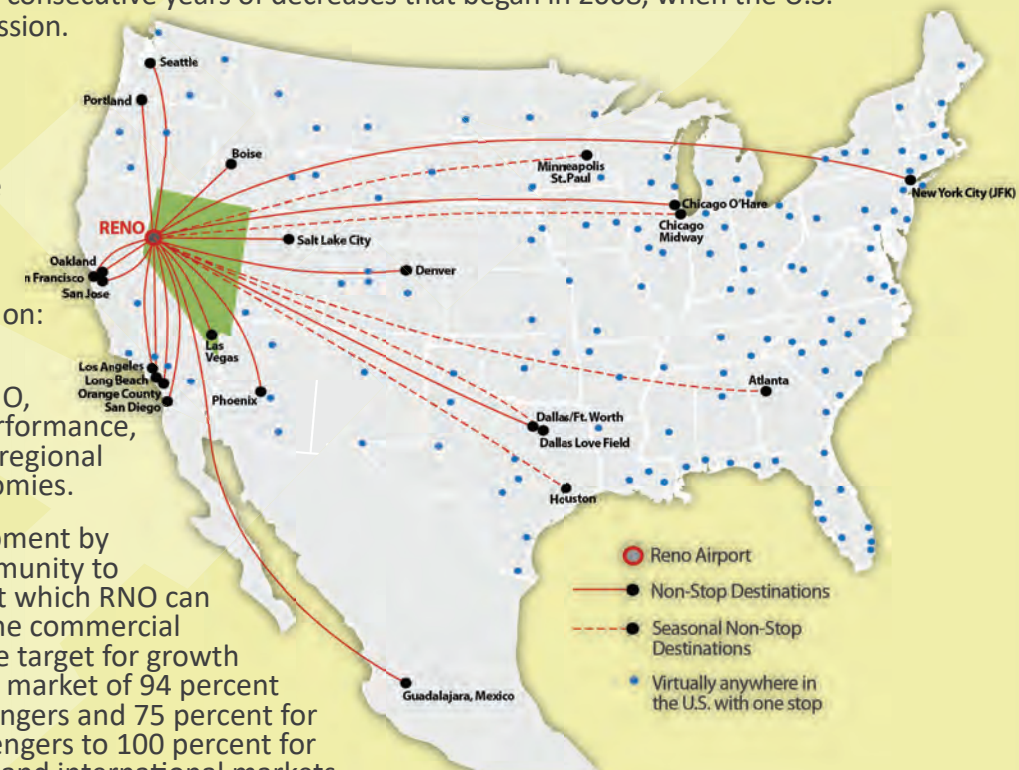 consecutive years of decreases that began in 2008, when the U.S.
ssion.
on:
O,
rformance,
regional
omies.
pment by
munity to
t which RNO can
ne commercial
e target for growth
market of 94 percent
ngers and 75 percent for
engers to 100 percent for
and international markets
Seattle
Portland
Boise
Minneapolis
St.Paul
New York City (JFK)
Chicago O'Hare
Chicago
Midway
RENO
Salt Lake City
Oakland
n Francisco
San Jose
Denver
Las
Vegas
Los Angeles
Long Beach
Orange County
San Diego
Phoenix
Atlanta
Dallas/Ft. Worth
Dallas Love Field
Houston
Guadalajara, Mexico
Reno Airport
Non-Stop Destinations
Seasonal Non-Stop
Destinations
Virtually anywhere in
the U.S. with one stop